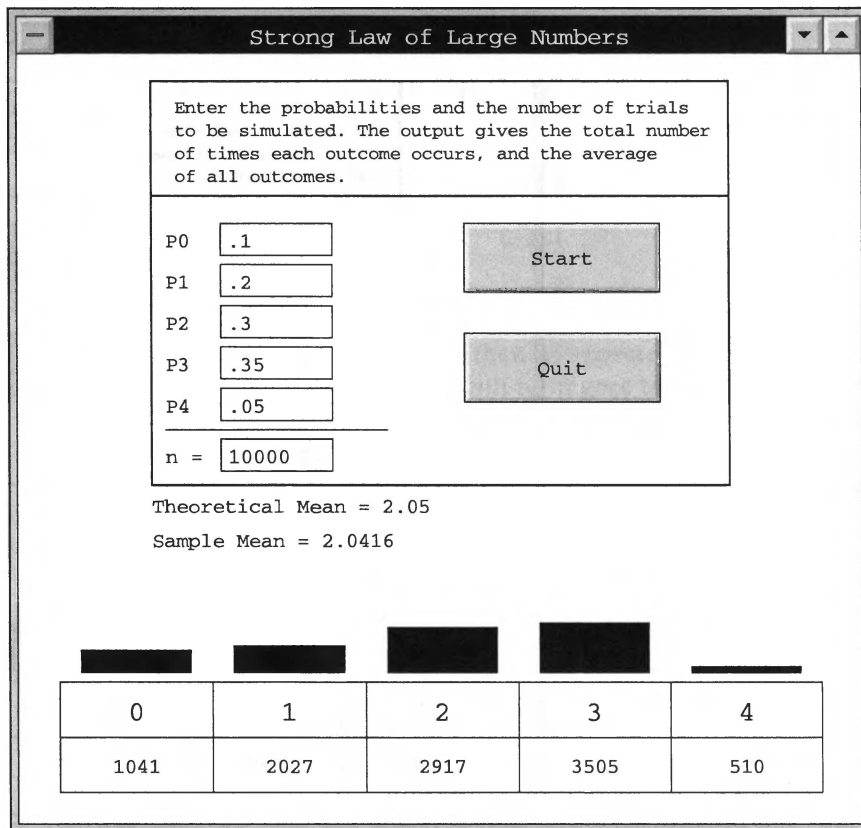 Strong Law of Large Numbers
Enter the probabilities and the number of trials
to be simulated. The output gives the total number
of times each outcome occurs, and the average
of all outcomes.
P0 .1
Start
P1 .2
P2 .3
Quit
P3 .35
P4 .05
n = 10000
Theoretical Mean = 2.05
Sample Mean = 2.0416
0 1 2 3 4
1041 2027 2917 3505 510